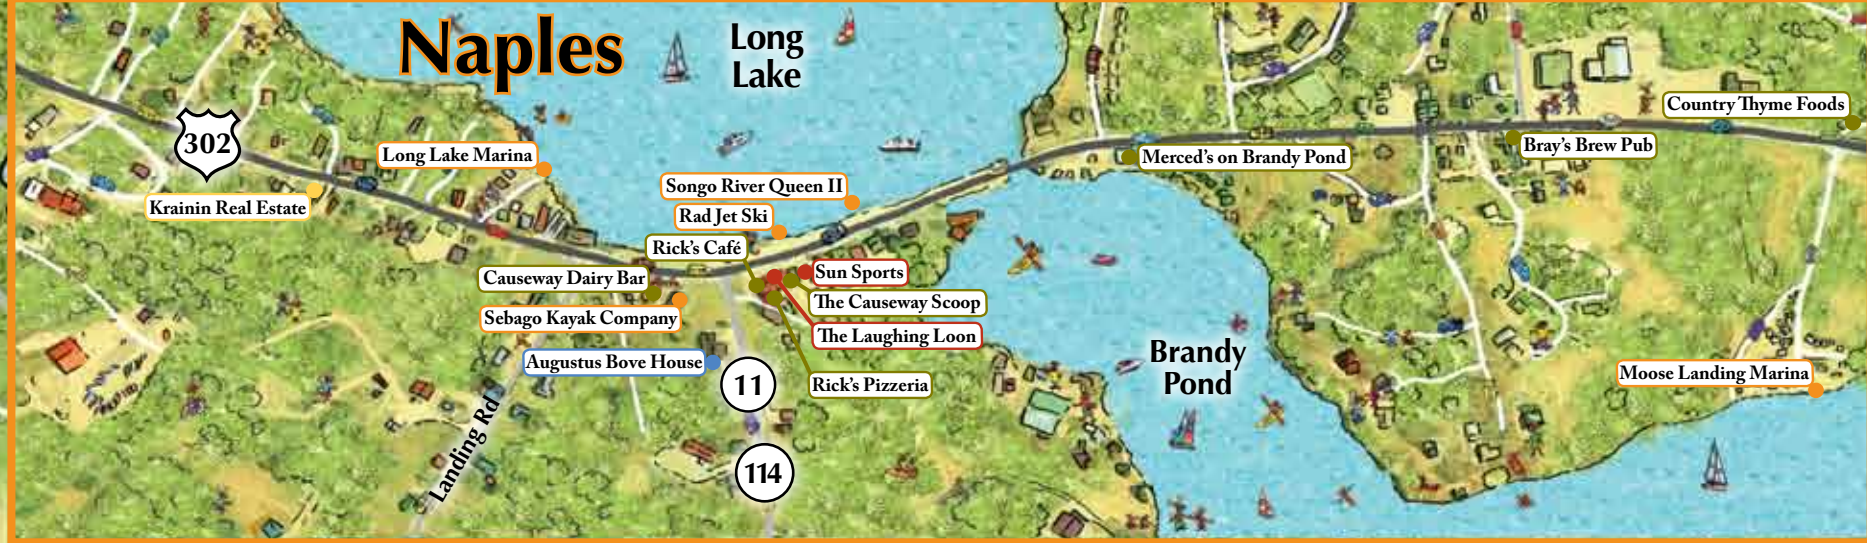 Naples
Long
Lake
302
Country Thyme Foods
Bray's Brew Pub
Merced's on Brandy Pond
Long Lake Marina
Krainin Real Estate
Songo River Queen II
Rad Jet Ski
Rick's Café
Causeway Dairy Bar
Sun Sports
The Causeway Scoop
Sebago Kayak Company
The Laughing Loon
Augustus Bove House
Rick's Pizzeria
11
Brandy
Pond
Moose Landing Marina
Landing Rd
114